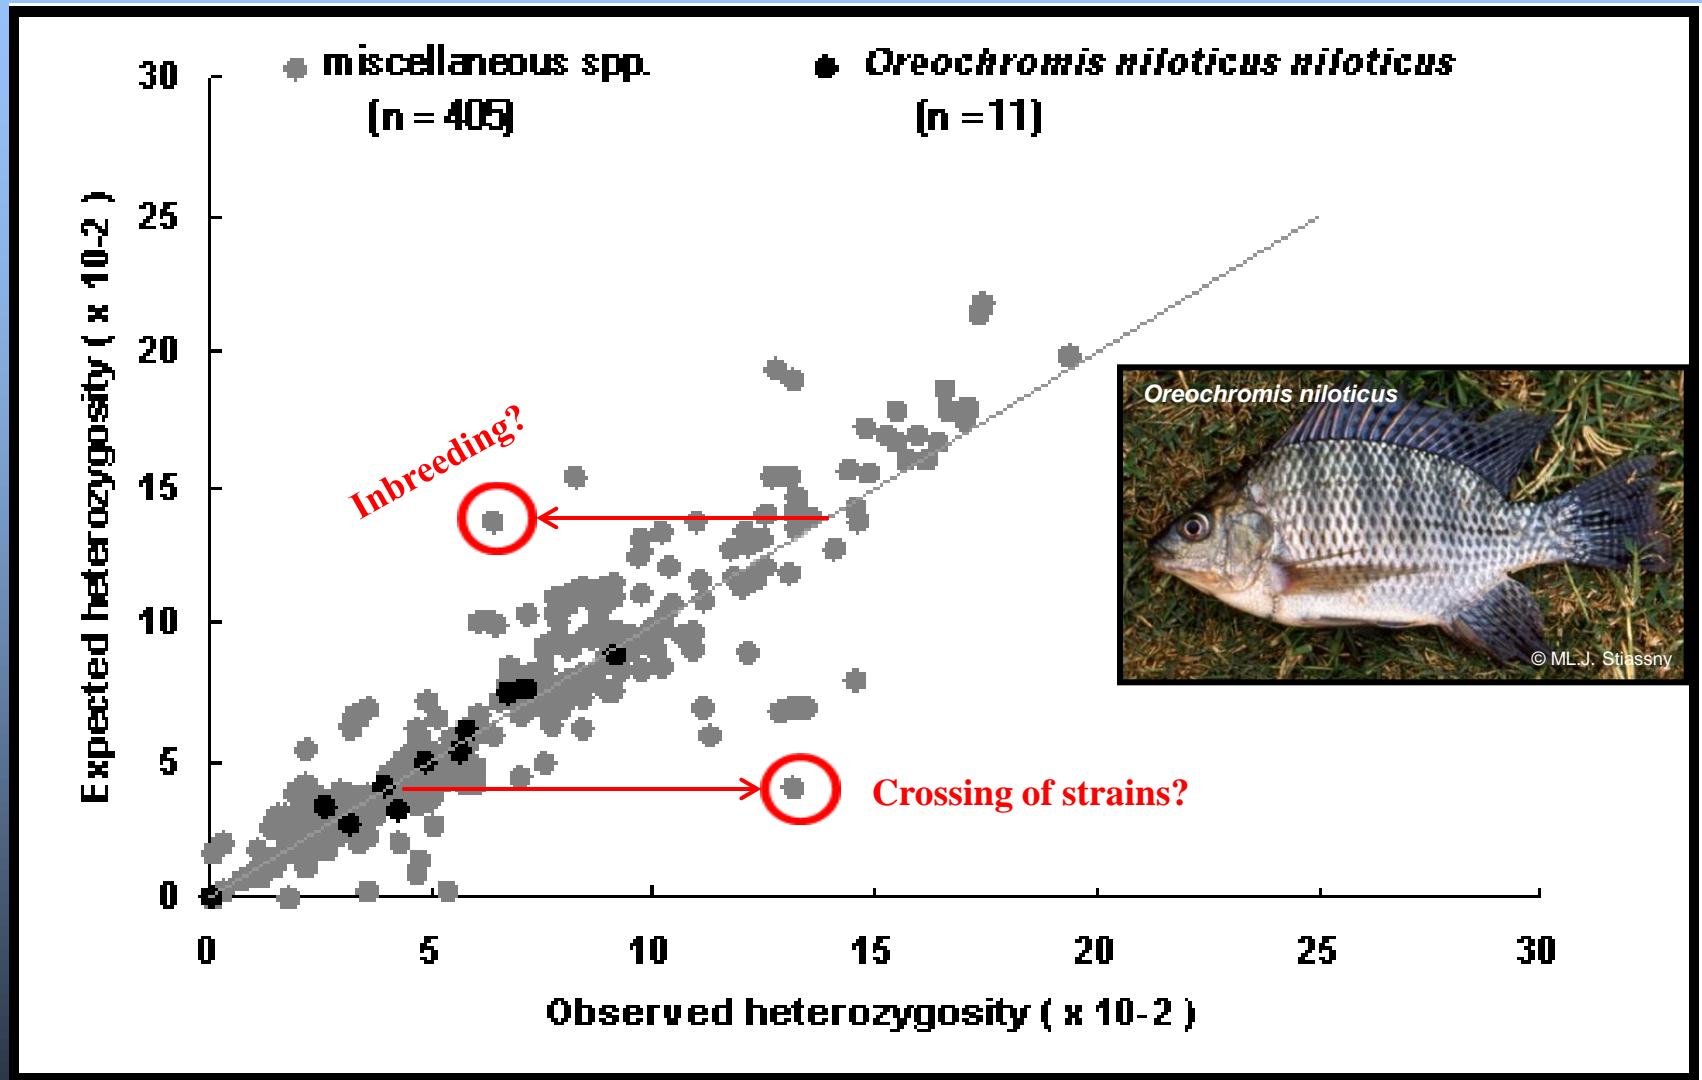 miscellaneous spp.
(n = 405)
Oreochromis niloticus niloticus
(n =11)
30
25
20
15
10
5
0
Expected heterozygosity ( x 10-2 )
Inbreeding?
Crossing of strains?
Oreochromis niloticus
© ML.J. Stiassny
0 5 10 15 20 25 30
Observed heterozygosity ( x 10-2 )